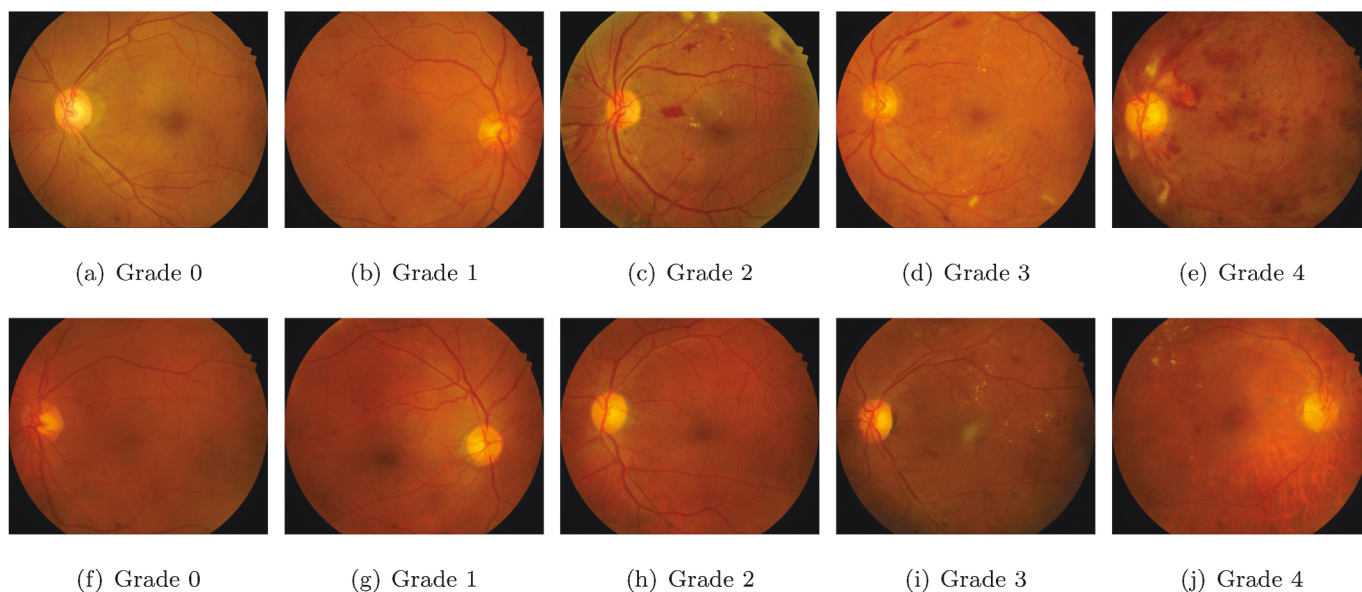 (a) Grade 0
(b) Grade 1
(c) Grade 2
(d) Grade 3
(e) Grade 4
(f) Grade 0
(g) Grade 1
(h) Grade 2
(i) Grade 3
(j) Grade 4